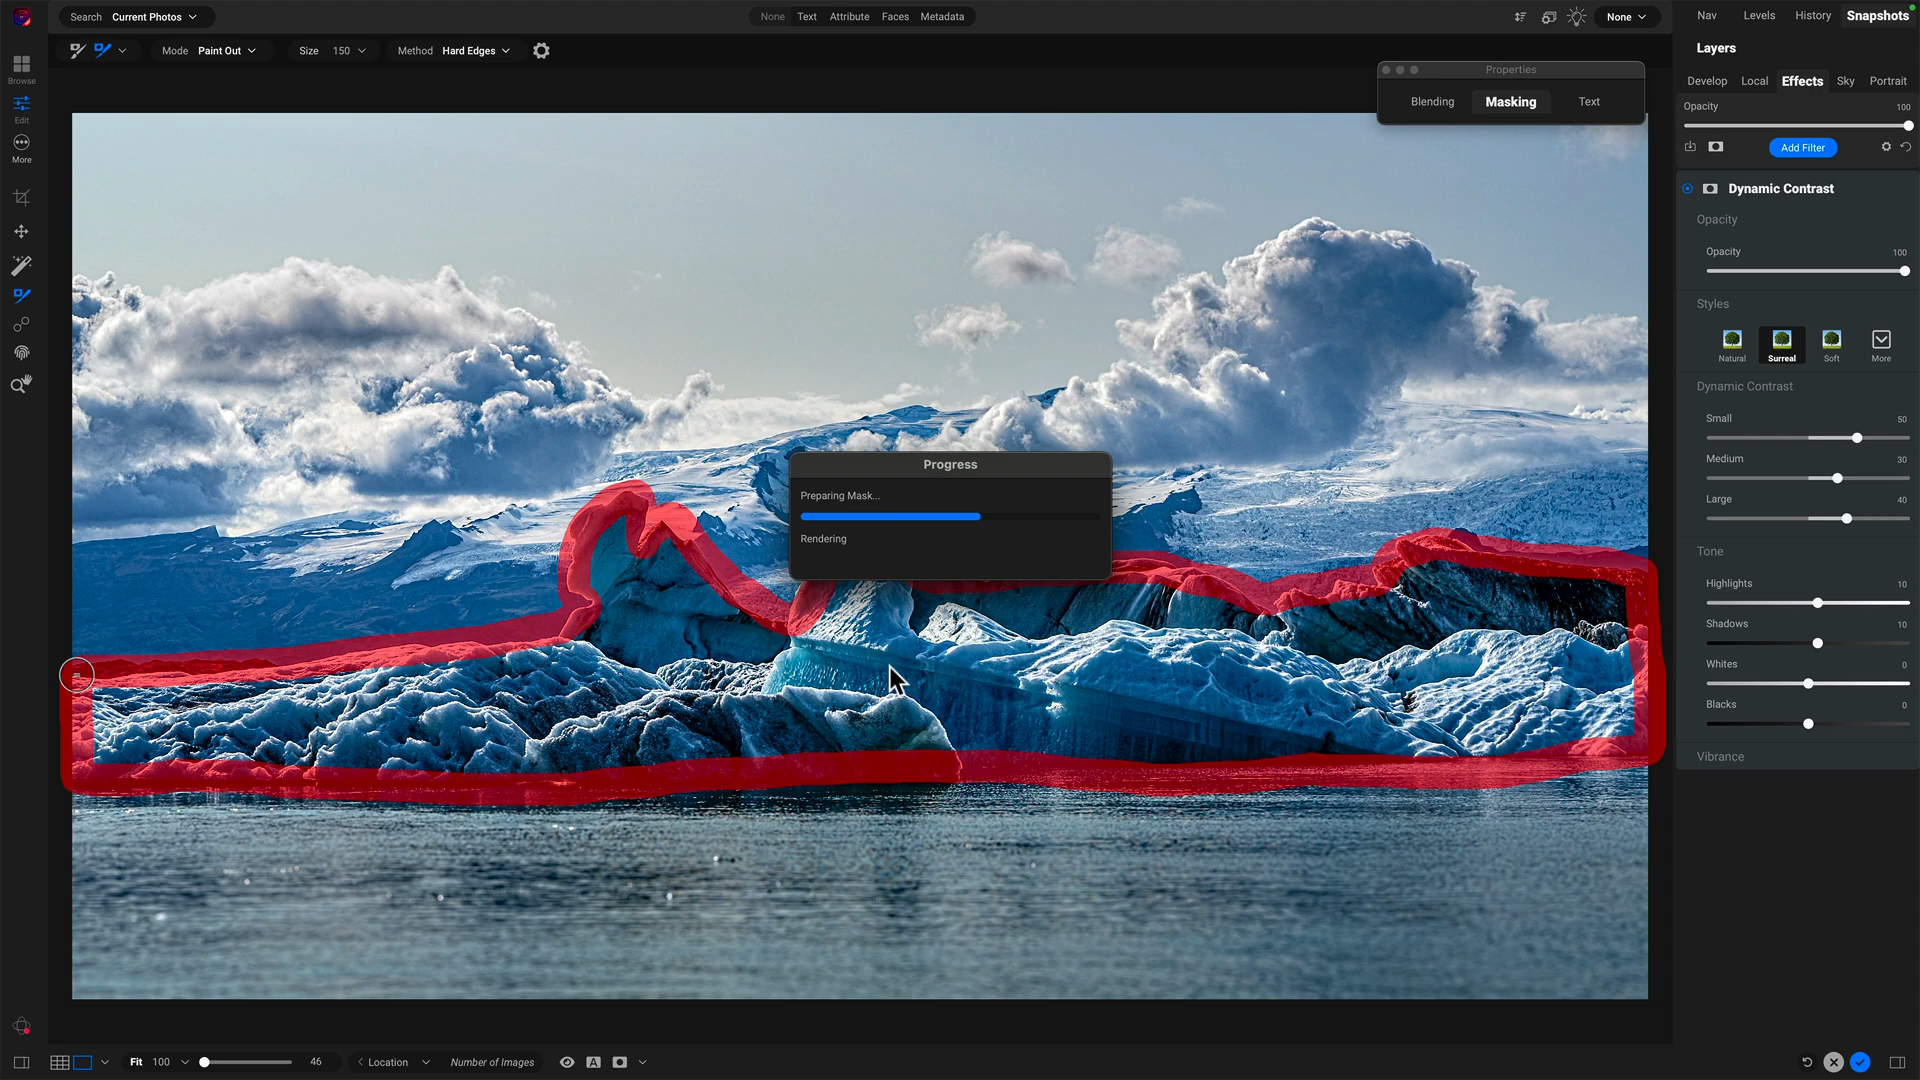 Search Current Photos
None Text Attribute Faces Metadata
None
Nav Levels History Snapshots
Mode Paint Out Size 150 Method Hard Edges
Layers
Browse
Edit
More
Properties
Blending Masking Text
Develop Local Effects Sky Portrait
Opacity 100
Add Filter
Dynamic Contrast
Opacity
Opacity 100
Styles
Natural Surreal Soft More
Dynamic Contrast
Small 50
Medium 30
Large 40
Tone
Highlights 10
Shadows 10
Whites 0
Blacks 0
Vibrance
Progress
Preparing Mask...
Rendering
Fit 100 46 Location Number of Images A